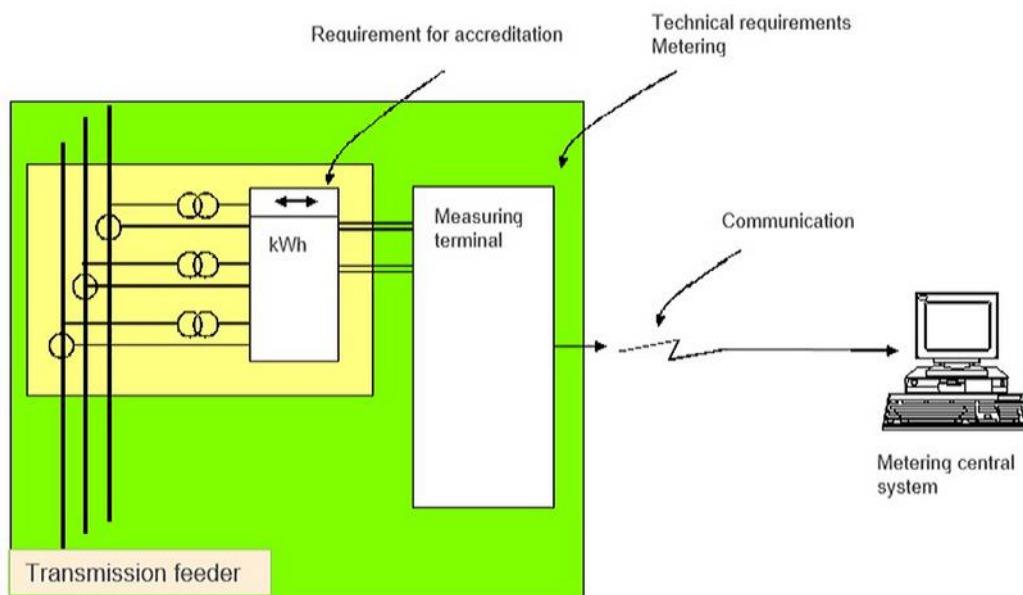 Requirement for accreditation
Technical requirements
Metering
kWh
Measuring
terminal
Communication
Metering central
system
Transmission feeder